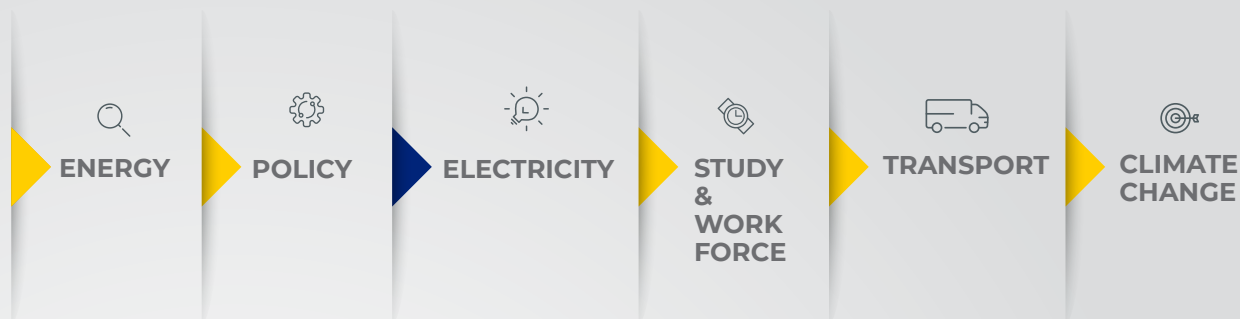 ENERGY
POLICY
ELECTRICITY
STUDY
&
WORK
FORCE
TRANSPORT
CLIMATE
CHANGE